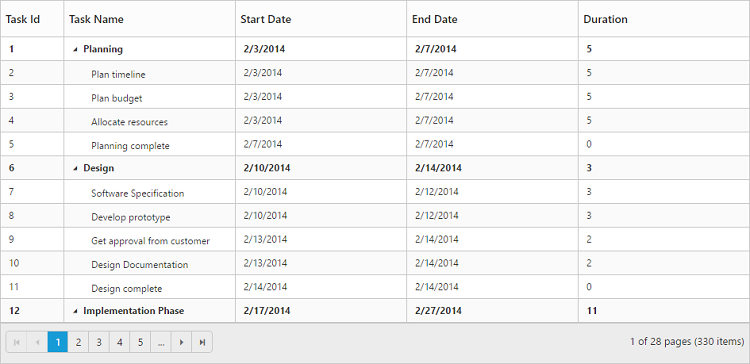 Task Id Task Name Start Date End Date Duration
1 Planning 2/3/2014 2/7/2014 5
2 Plan timeline 2/3/2014 2/7/2014 5
3 Plan budget 2/3/2014 2/7/2014 5
4 Allocate resources 2/3/2014 2/7/2014 5
5 Planning complete 2/7/2014 2/7/2014 0
6 Design 2/10/2014 2/14/2014 3
7 Software Specification 2/10/2014 2/12/2014 3
8 Develop prototype 2/10/2014 2/12/2014 3
9 Get approval from customer 2/13/2014 2/14/2014 2
10 Design Documentation 2/13/2014 2/14/2014 2
11 Design complete 2/14/2014 2/14/2014 0
12 Implementation Phase 2/17/2014 2/27/2014 11
1 2 3 4 5 ... 1 of 28 pages (330 items)